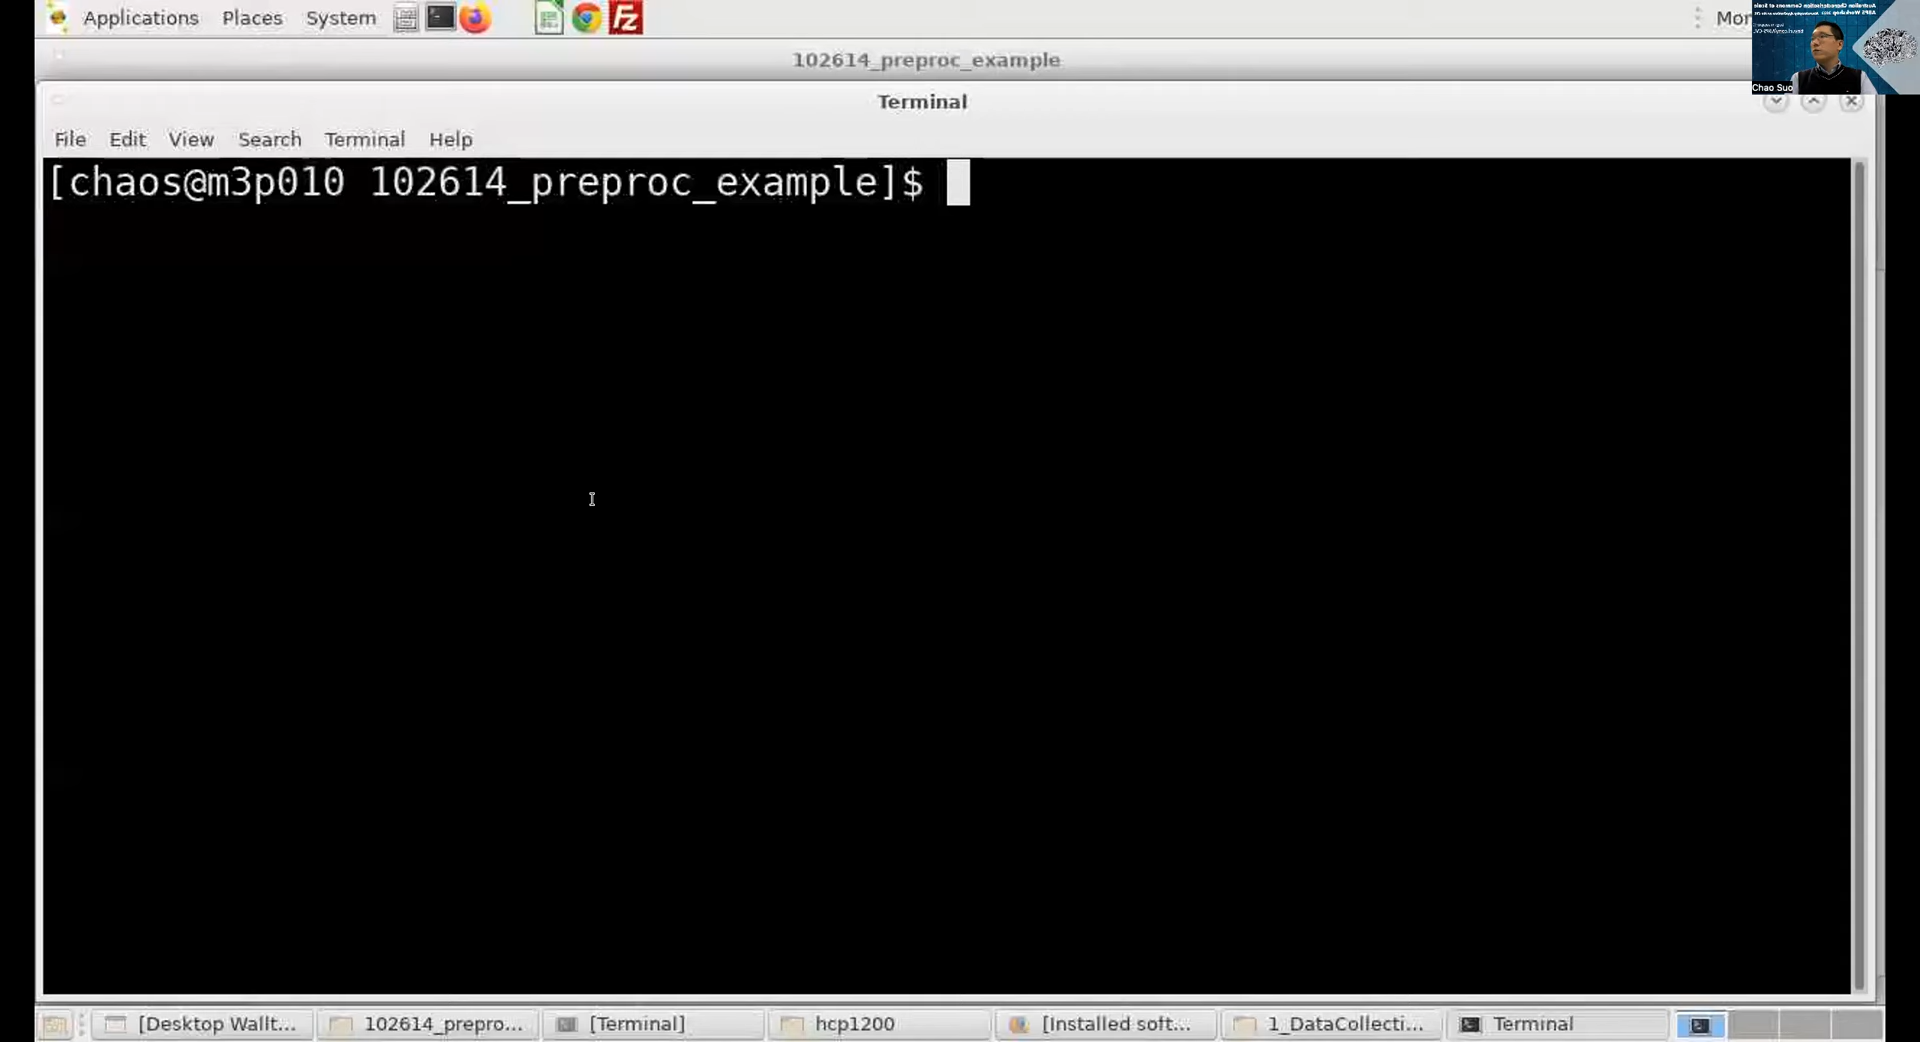 Applications Places System
Mon
102614_preproc_example
Chao Suo
Terminal
File Edit View Search Terminal Help
[chaos@m3p010 102614_preproc_example]$
[Desktop Wallt... 102614_prepro... [Terminal] hcp1200 [Installed soft... 1_DataCollecti... Terminal